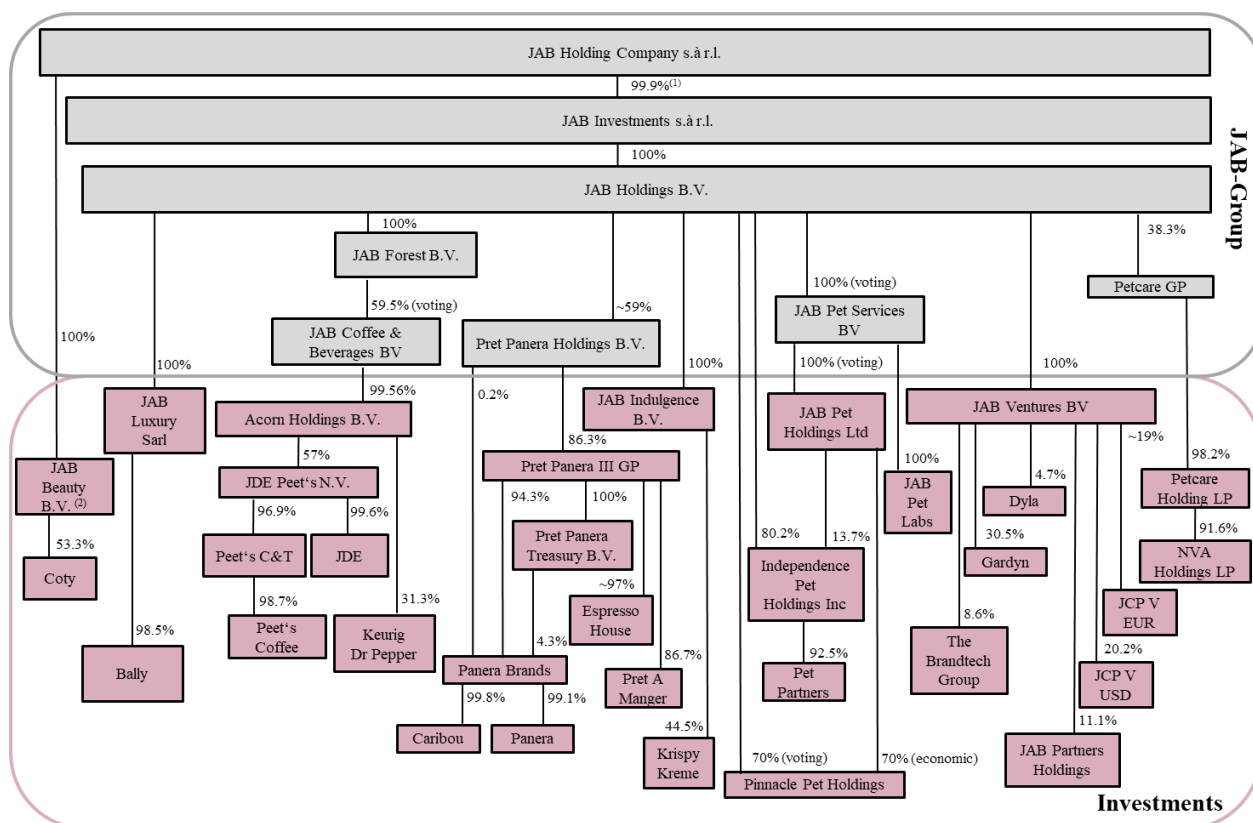 JAB Holding Company s.à r.l.
99.9%(1)
JAB Investments s.à r.l.
100%
JAB Holdings B.V.
JAB-Group
100%
38.3%
JAB Forest B.V.
100% (voting)
Petcare GP
59.5% (voting)
~59%
JAB Pet Services
BV
100%
JAB Coffee &
Beverages BV
Pret Panera Holdings B.V.
100%
100%
100% (voting)
100%
99.56%
0.2%
JAB
Luxury
Sarl
Acorn Holdings B.V.
JAB Indulgence
B.V.
JAB Pet
Holdings Ltd
JAB Ventures BV
~19%
57%
86.3%
JAB
Beauty
B.V. (2)
JDE Peet‘s N.V.
Pret Panera III GP
100%
JAB
Pet
Labs
4.7%
Dyla
98.2%
Petcare
Holding LP
96.9%
99.6%
94.3%
100%
53.3%
Peet‘s C&T
JDE
Pret Panera
Treasury B.V.
80.2%
13.7%
30.5%
91.6%
Coty
Independence
Pet
Holdings Inc
Gardyn
NVA
Holdings LP
98.7%
31.3%
~97%
Espresso
House
8.6%
JCP V
EUR
98.5%
Peet‘s
Coffee
Keurig
Dr Pepper
4.3%
86.7%
92.5%
The
Brandtech
Group
20.2%
Bally
Panera Brands
Pret A
Manger
Pet
Partners
JCP V
USD
99.8%
99.1%
44.5%
11.1%
Caribou
Panera
Krispy
Kreme
JAB Partners
Holdings
70% (voting)
70% (economic)
Pinnacle Pet Holdings
Investments